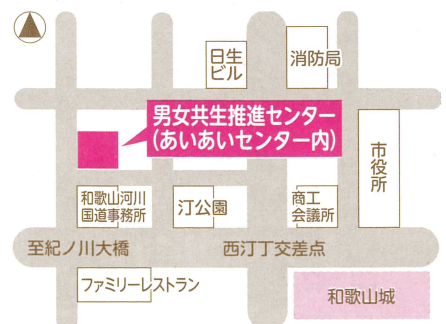 日生
ビル
消防局
男女共生推進センター
(あいあいセンター内)
市役所
和歌山河川
国道事務所
汀公園
商工
会議所
至紀ノ川大橋
西汀丁交差点
ファミリーレストラン
和歌山城